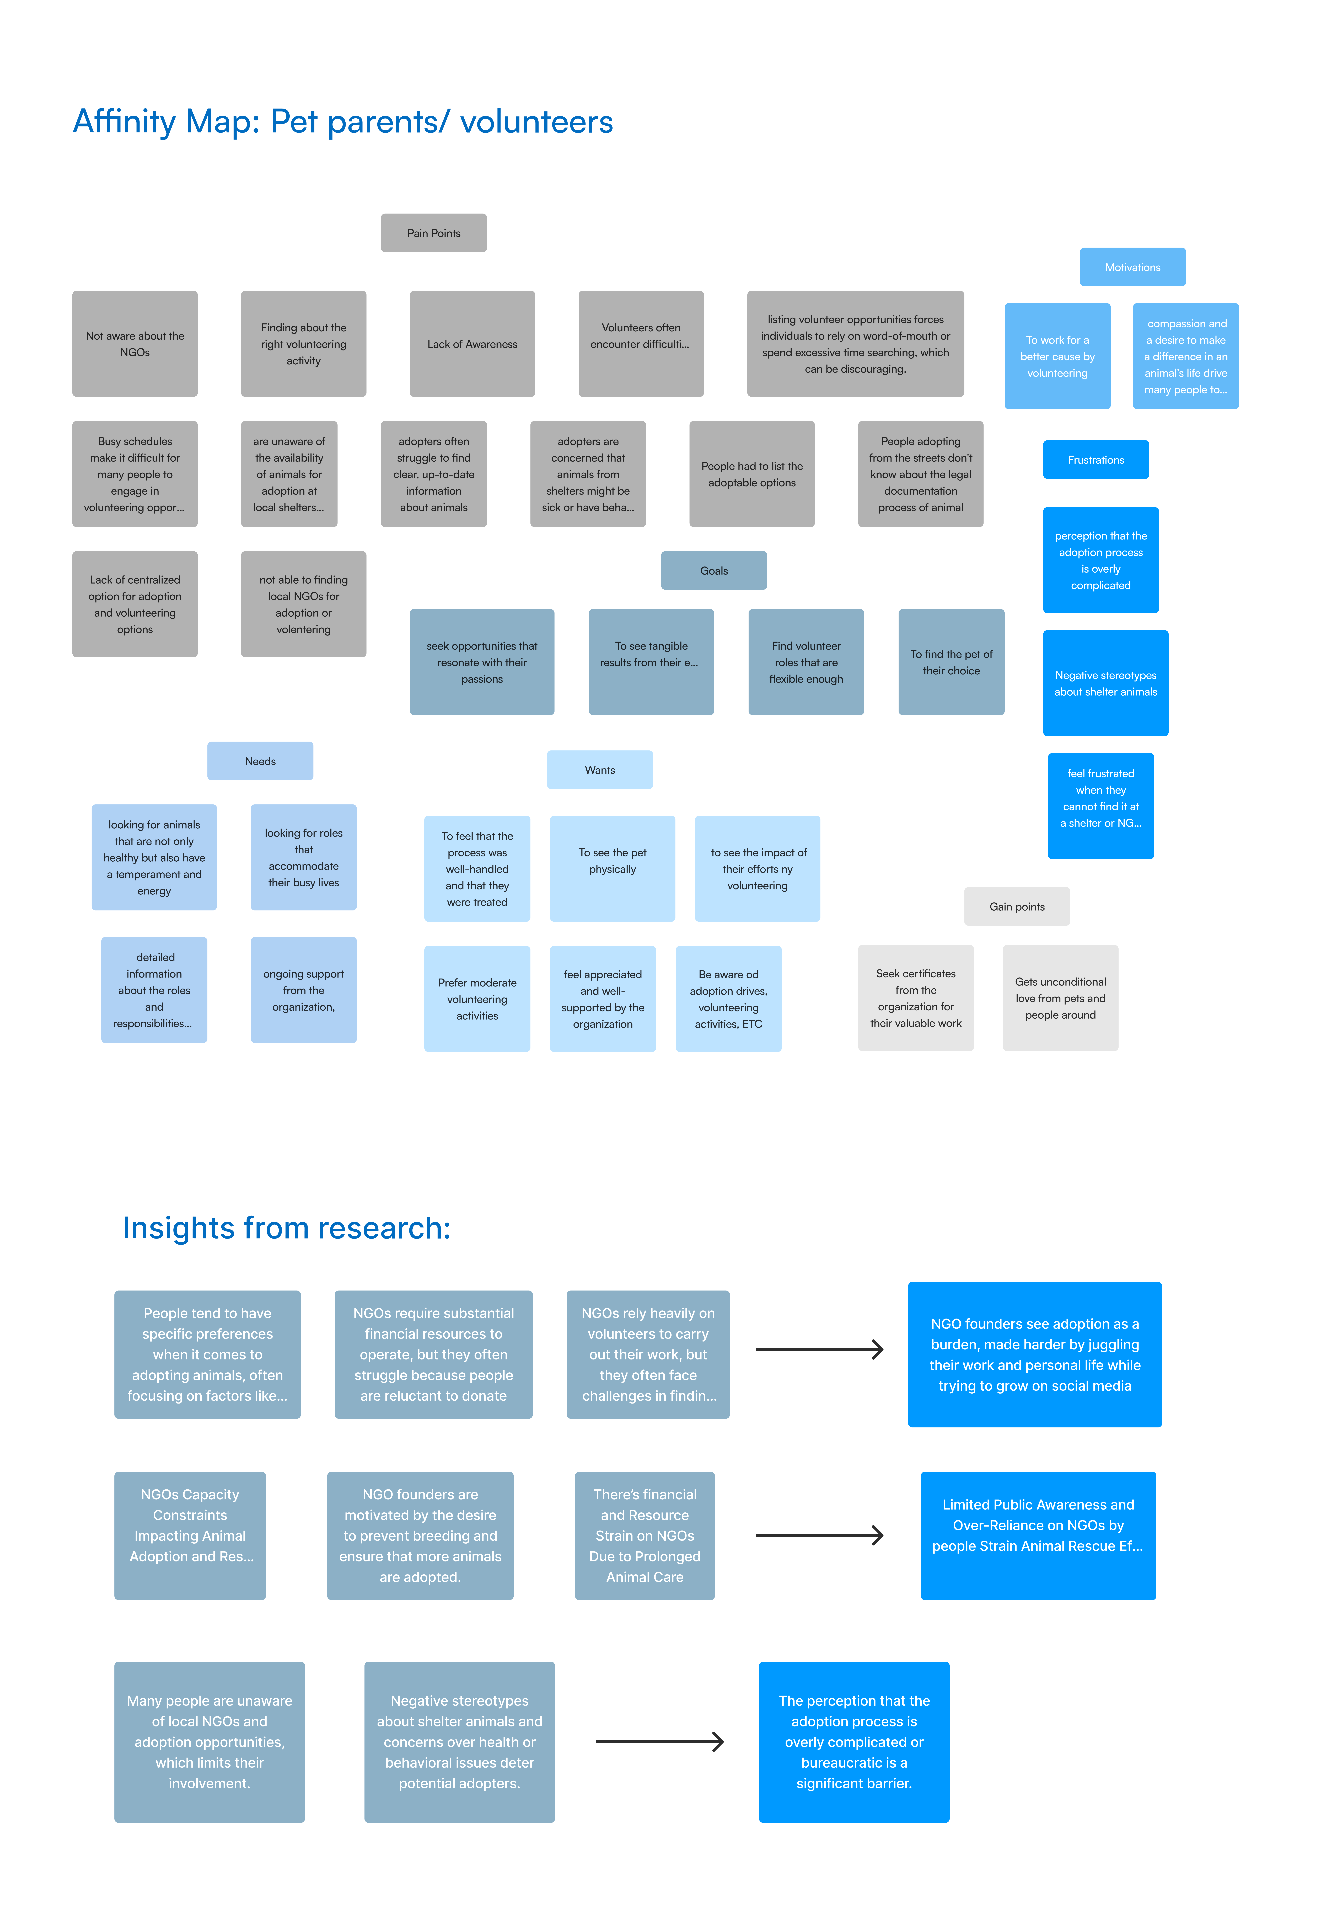 Affinity Map: Pet parents/ volunteers
Pain Points
Not aware about the
NGOs
Finding about the
right volunteering
activity
Lack of Awareness
Volunteers often
encounter difficulti...
listing volunteer opportunities forces
individuals to rely on word-of-mouth or
spend excessive time searching, which
can be discouraging.
Busy schedules
make it difficult for
many people to
engage in
volunteering oppor...
are unaware of
the availability
of animals for
adoption at
local shelters...
adopters often
struggle to find
clear, up-to-date
information
about animals
adopters are
concerned that
animals from
shelters might be
sick or have beha...
People had to list the
adoptable options
People adopting
from the streets don't
know about the legal
documentation
process of animal
Lack of centralized
option for adoption
and volunteering
options
not able to finding
local NGOs for
adoption or
volentering
Motivations
To work for a
better cause by
volunteering
compassion and
a desire to make
a difference in an
animal's life drive
many people to...
Frustrations
perception that the
adoption process
is overly
complicated
Negative stereotypes
about shelter animals
feel frustrated
when they
cannot find it at
a shelter or NG...
Goals
seek opportunities that
resonate with their
passions
To see tangible
results from their e...
Find volunteer
roles that are
flexible enough
To find the pet of
their choice
Needs
looking for animals
that are not only
healthy but also have
a temperament and
energy
looking for roles
that
accommodate
their busy lives
detailed
information
about the roles
and
responsibilities...
ongoing support
from the
organization,
Wants
To feel that the
process was
well-handled
and that they
were treated
To see the pet
physically
to see the impact of
their efforts ny
volunteering
Prefer moderate
volunteering
activities
feel appreciated
and well-
supported by the
organization
Be aware od
adoption drives,
volunteering
activities, ETC
Gain points
Seek certificates
from the
organization for
their valuable work
Gets unconditional
love from pets and
people around
Insights from research:
People tend to have
specific preferences
when it comes to
adopting animals, often
focusing on factors like...
NGOs require substantial
financial resources to
operate, but they often
struggle because people
are reluctant to donate
NGOs rely heavily on
volunteers to carry
out their work, but
they often face
challenges in findin...
NGO founders see adoption as a
burden, made harder by juggling
their work and personal life while
trying to grow on social media
NGOs Capacity
Constraints
Impacting Animal
Adoption and Res...
NGO founders are
motivated by the desire
to prevent breeding and
ensure that more animals
are adopted.
There's financial
and Resource
Strain on NGOs
Due to Prolonged
Animal Care
Limited Public Awareness and
Over-Reliance on NGOs by
people Strain Animal Rescue Ef...
Many people are unaware
of local NGOs and
adoption opportunities,
which limits their
involvement.
Negative stereotypes
about shelter animals and
concerns over health or
behavioral issues deter
potential adopters.
The perception that the
adoption process is
overly complicated or
bureaucratic is a
significant barrier.